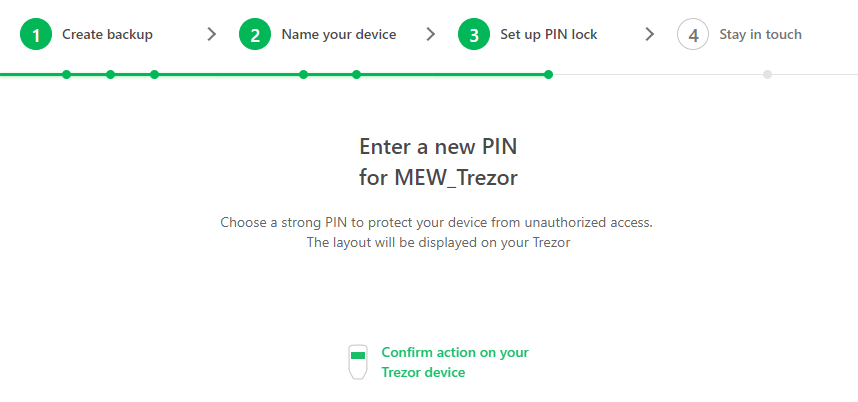 1 Create backup 2 Name your device 3 Set up PIN lock 4 Stay in touch
Enter a new PIN
for MEW_Trezor
Choose a strong PIN to protect your device from unauthorized access.
The layout will be displayed on your Trezor
Confirm action on your
Trezor device